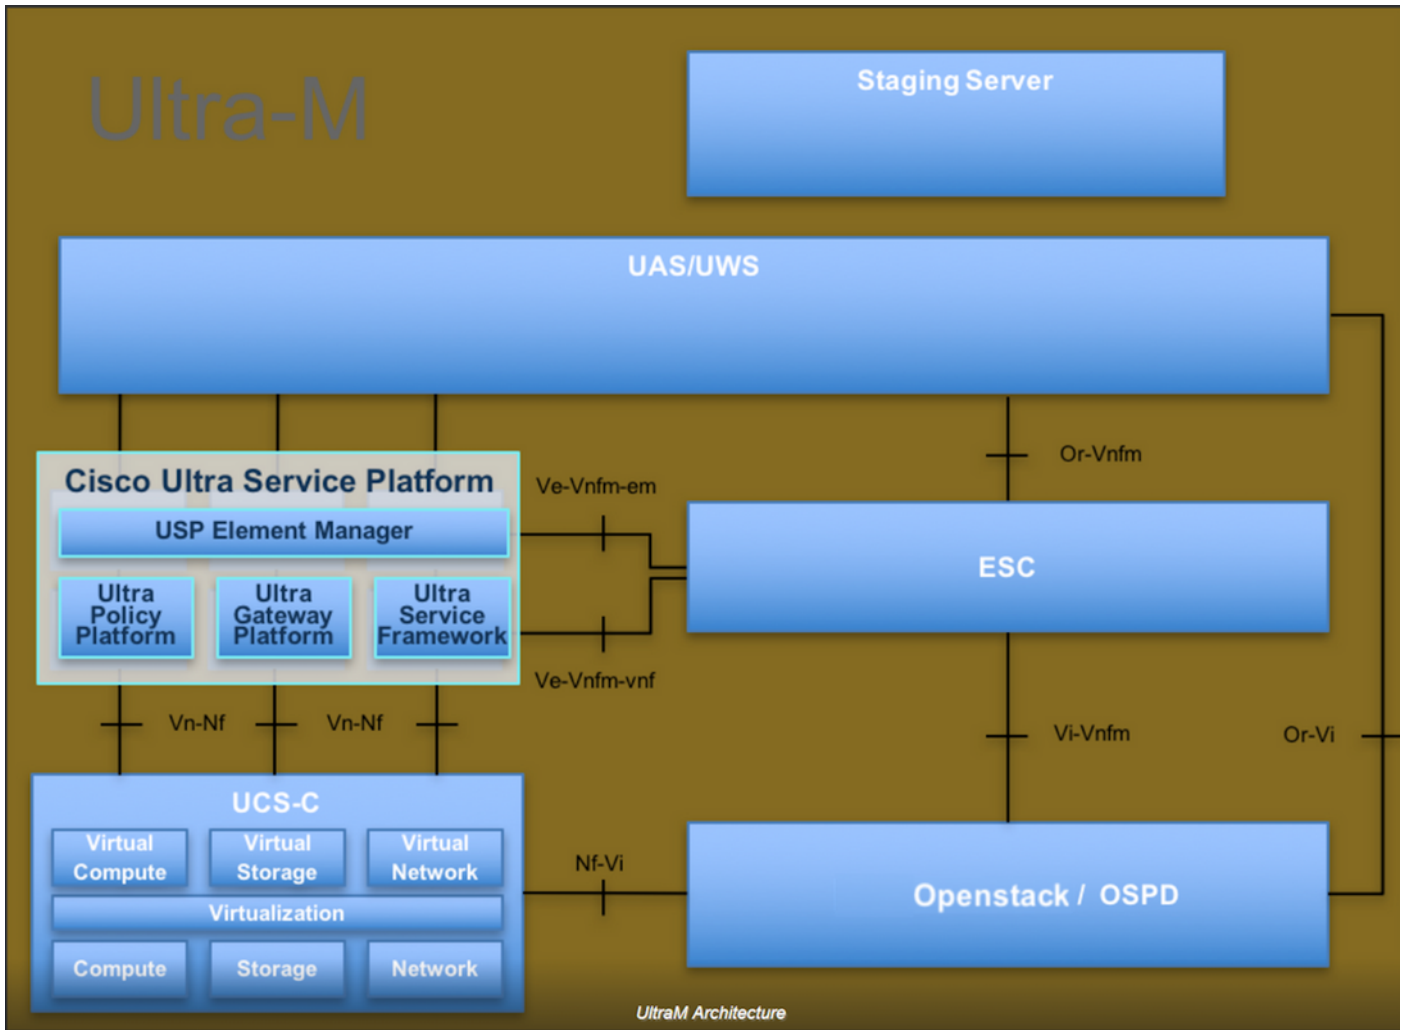 Ultra-M
Staging Server
UAS/UWS
Or-Vnfm
Cisco Ultra Service Platform
Ve-Vnfm-em
USP Element Manager
ESC
Ultra
Policy
Platform
Ultra
Gateway
Platform
Ultra
Service
Framework
Ve-Vnfm-vnf
Vn-Nf
Vn-Nf
Vi-Vnfm
Or-Vi
UCS-C
Virtual
Compute
Virtual
Storage
Virtual
Network
Nf-Vi
Openstack / OSPD
Virtualization
Compute
Storage
Network
UltraM Architecture